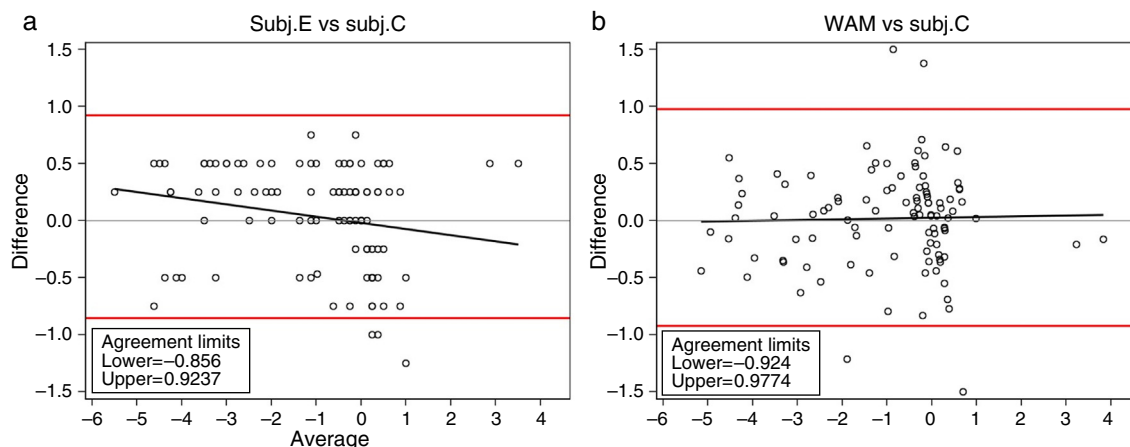 a
Subj.E vs subj.C
1.5
1.0
0.5
0.0
−0.5
−1.0
−1.5
Difference
Agreement limits
Lower=−0.856
Upper=0.9237
−6 −5 −4 −3 −2 −1 0 1 2 3 4
Average
b
WAM vs subj.C
1.5
1.0
0.5
0.0
−0.5
−1.0
−1.5
Difference
Agreement limits
Lower=−0.924
Upper=0.9774
−6 −5 −4 −3 −2 −1 0 1 2 3 4